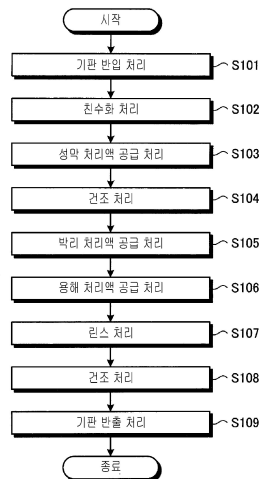 시작
기판 반입 처리 S101
친수화 처리 S102
성막 처리액 공급 처리 S103
건조 처리 S104
박리 처리액 공급 처리 S105
용해 처리액 공급 처리 S106
린스 처리 S107
건조 처리 S108
기판 반출 처리 S109
종료